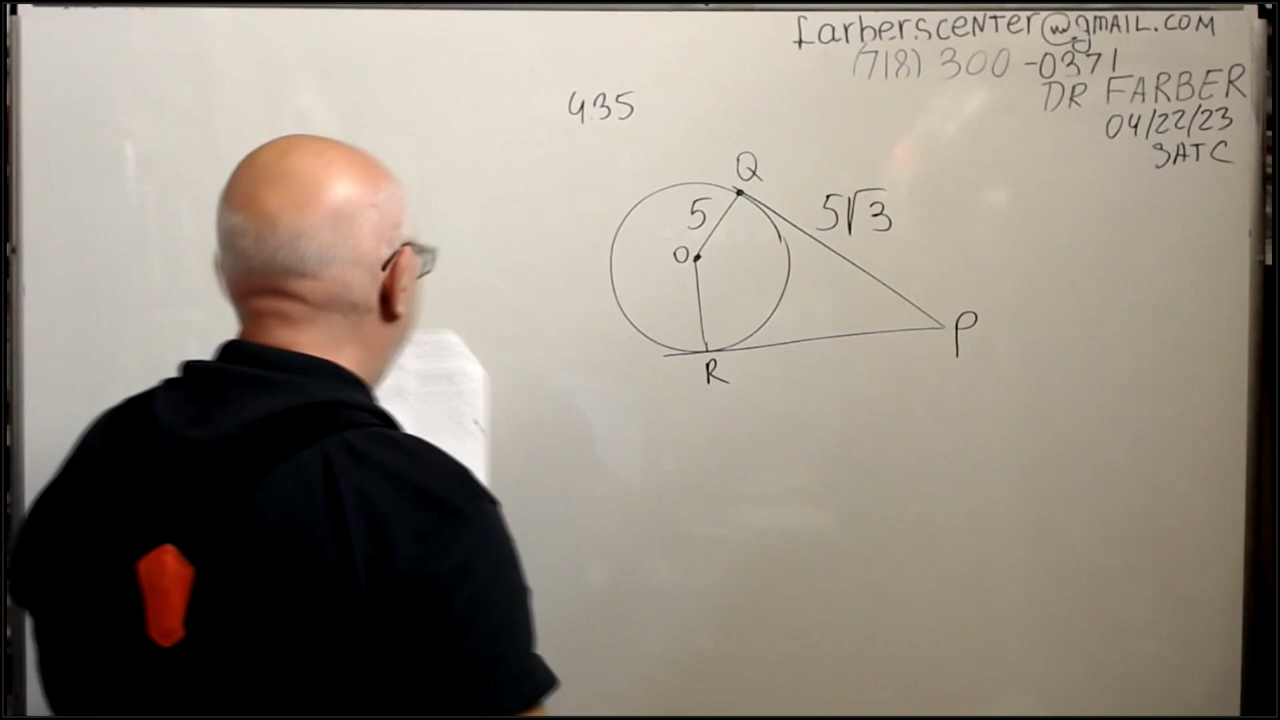 farberscenter@gmail.com
(718) 300-0371
DR FARBER
04/22/23
SATC
435
Q
5
5√3
O
P
R